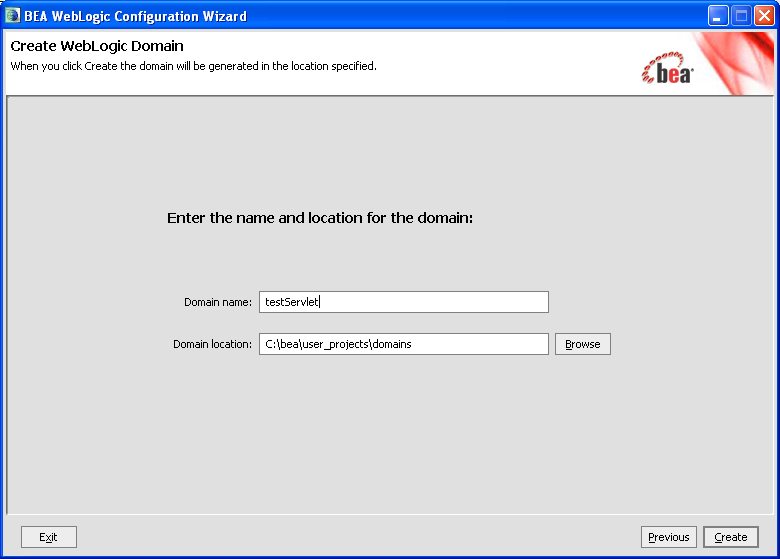 BEA WebLogic Configuration Wizard
Create WebLogic Domain
When you click Create the domain will be generated in the location specified.
bea
Enter the name and location for the domain:
Domain name: testServlet
Domain location: C:\bea\user_projects\domains Browse
Exit Previous Create